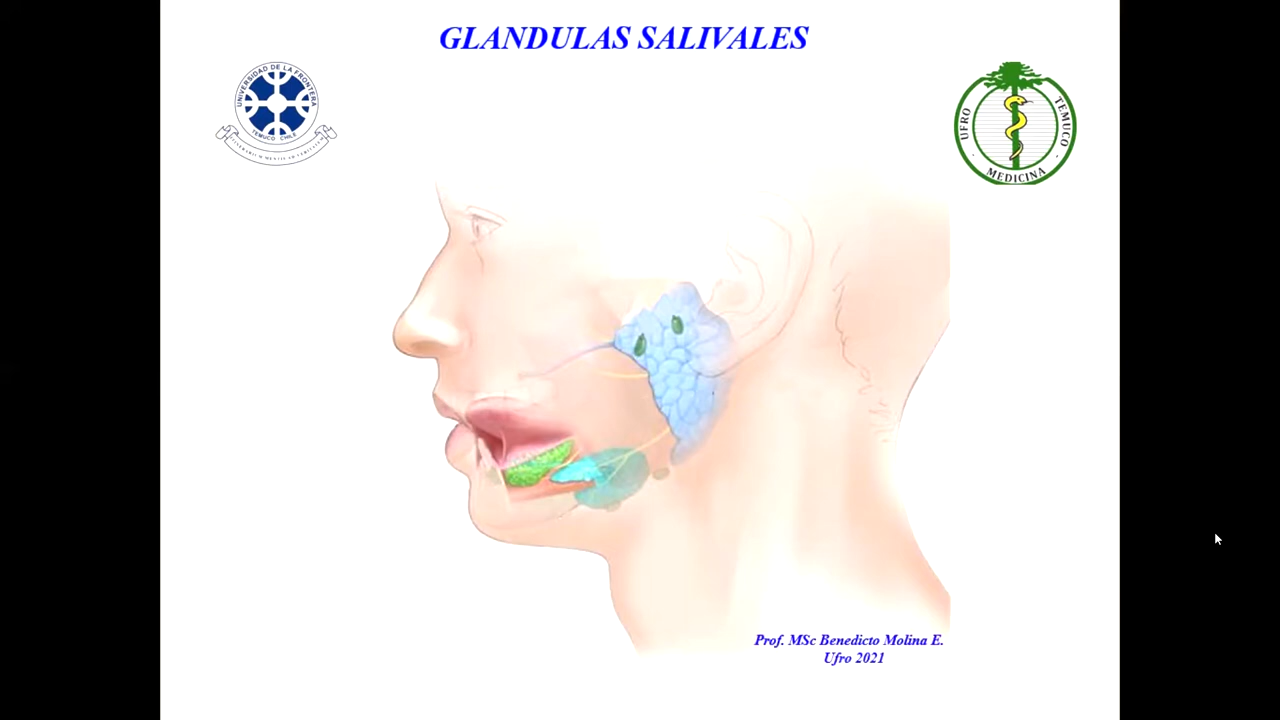 GLANDULAS SALIVALES
UNIVERSIDAD DE LA FRONTERA
TEMUCO CHILE
UFRO
TEMUCO
MEDICINA
Prof. MSc Benedicto Molina E.
Ufro 2021